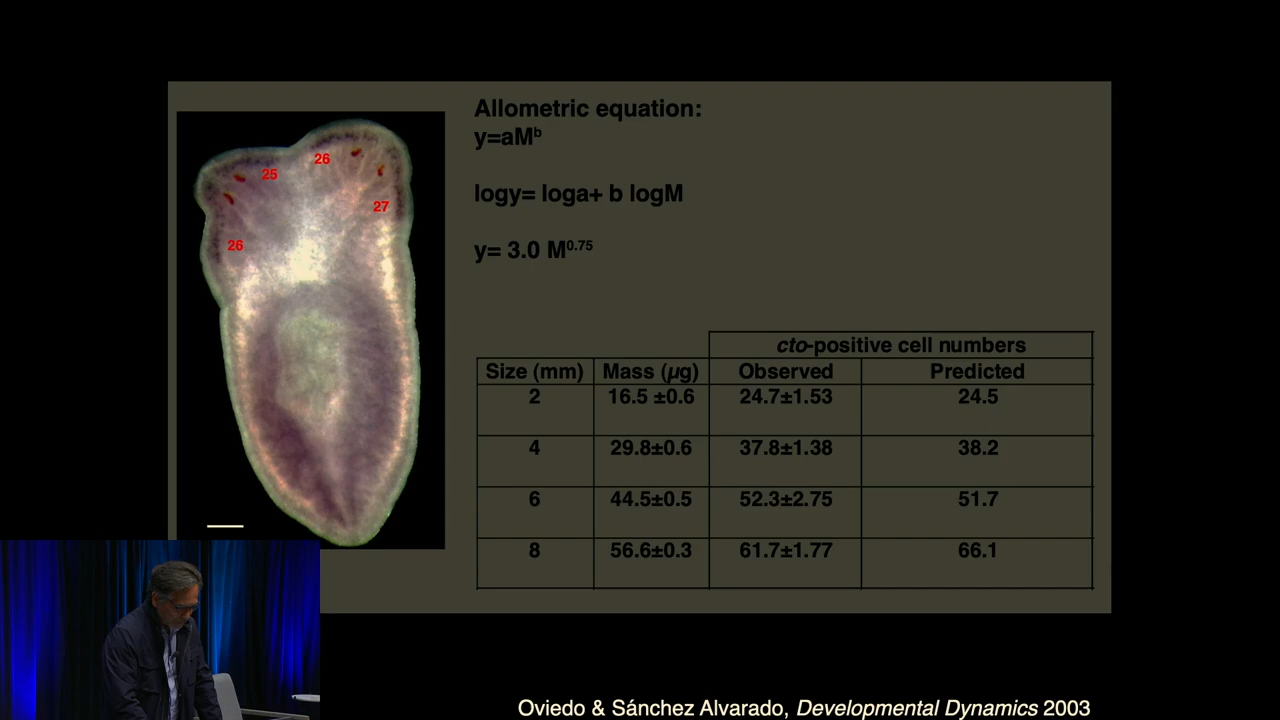 Allometric equation:
y=aMᵇ
logy= loga+ b logM
y= 3.0 M⁰·⁷⁵
25
26
27
26
cto-positive cell numbers
Size (mm) Mass (µg) Observed Predicted
2 16.5 ±0.6 24.7±1.53 24.5
4 29.8±0.6 37.8±1.38 38.2
6 44.5±0.5 52.3±2.75 51.7
8 56.6±0.3 61.7±1.77 66.1
Oviedo & Sánchez Alvarado, Developmental Dynamics 2003